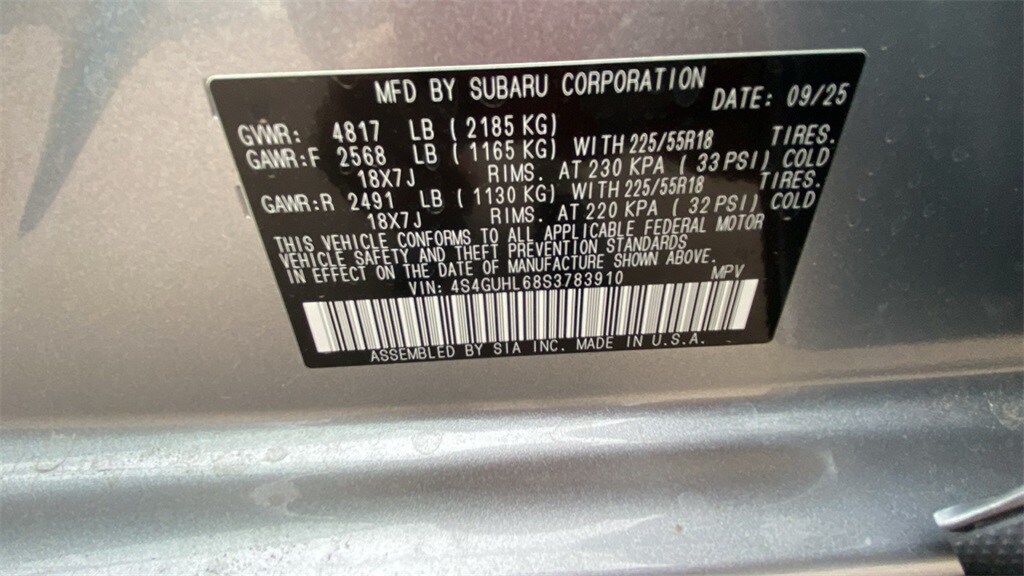 MFD BY SUBARU CORPORATION DATE: 09/25
GVWR: 4817 LB ( 2185 KG)
GAWR:F 2568 LB ( 1165 KG) WITH 225/55R18 TIRES.
18X7J RIMS. AT 230 KPA ( 33 PSI) COLD
GAWR:R 2491 LB ( 1130 KG) WITH 225/55R18 TIRES.
18X7J RIMS. AT 220 KPA ( 32 PSI) COLD
THIS VEHICLE CONFORMS TO ALL APPLICABLE FEDERAL MOTOR
VEHICLE SAFETY AND THEFT PREVENTION STANDARDS
IN EFFECT ON THE DATE OF MANUFACTURE SHOWN ABOVE.
VIN: 4S4GUHL68S3783910 MPV
ASSEMBLED BY SIA INC. MADE IN U.S.A.